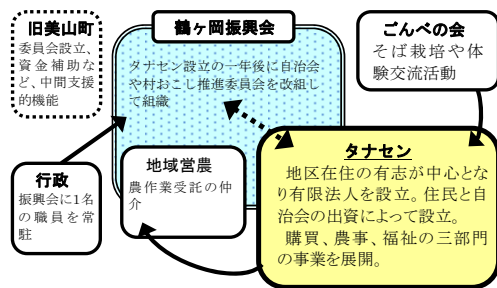 旧美山町
委員会設立、
資金補助な
ど、中間支援
的機能
鶴ヶ岡振興会
タナセン設立の一年後に自治会
や村おこし推進委員会を改組し
て組織
ごんべの会
そば栽培や体
験交流活動
行政
振興会に1名
の職員を常
駐
地域営農
農作業受託の仲
介
タナセン
地区在住の有志が中心とな
り有限法人を設立。住民と自
治会の出資によって設立。
購買、農事、福祉の三部門
の事業を展開。